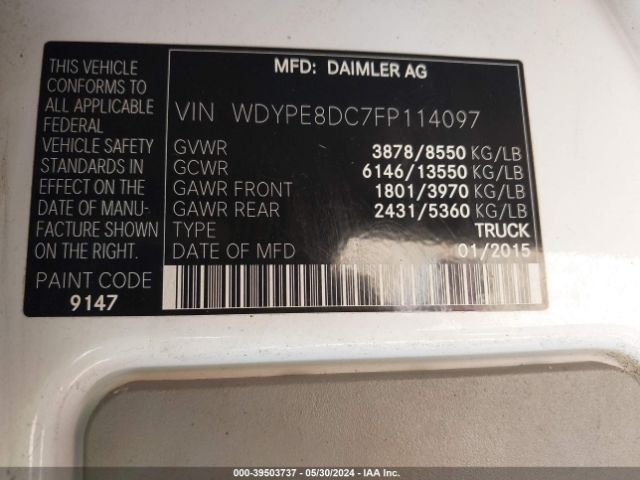 MFD: DAIMLER AG
THIS VEHICLE
CONFORMS TO
ALL APPLICABLE
FEDERAL
VEHICLE SAFETY
STANDARDS IN
EFFECT ON THE
DATE OF MANU-
FACTURE SHOWN
ON THE RIGHT.
PAINT CODE
9147
VIN WDYPE8DC7FP114097
GVWR 3878/8550 KG/LB
GCWR 6146/13550 KG/LB
GAWR FRONT 1801/3970 KG/LB
GAWR REAR 2431/5360 KG/LB
TYPE TRUCK
DATE OF MFD 01/2015
000-39503737 - 05/30/2024 - IAA Inc.